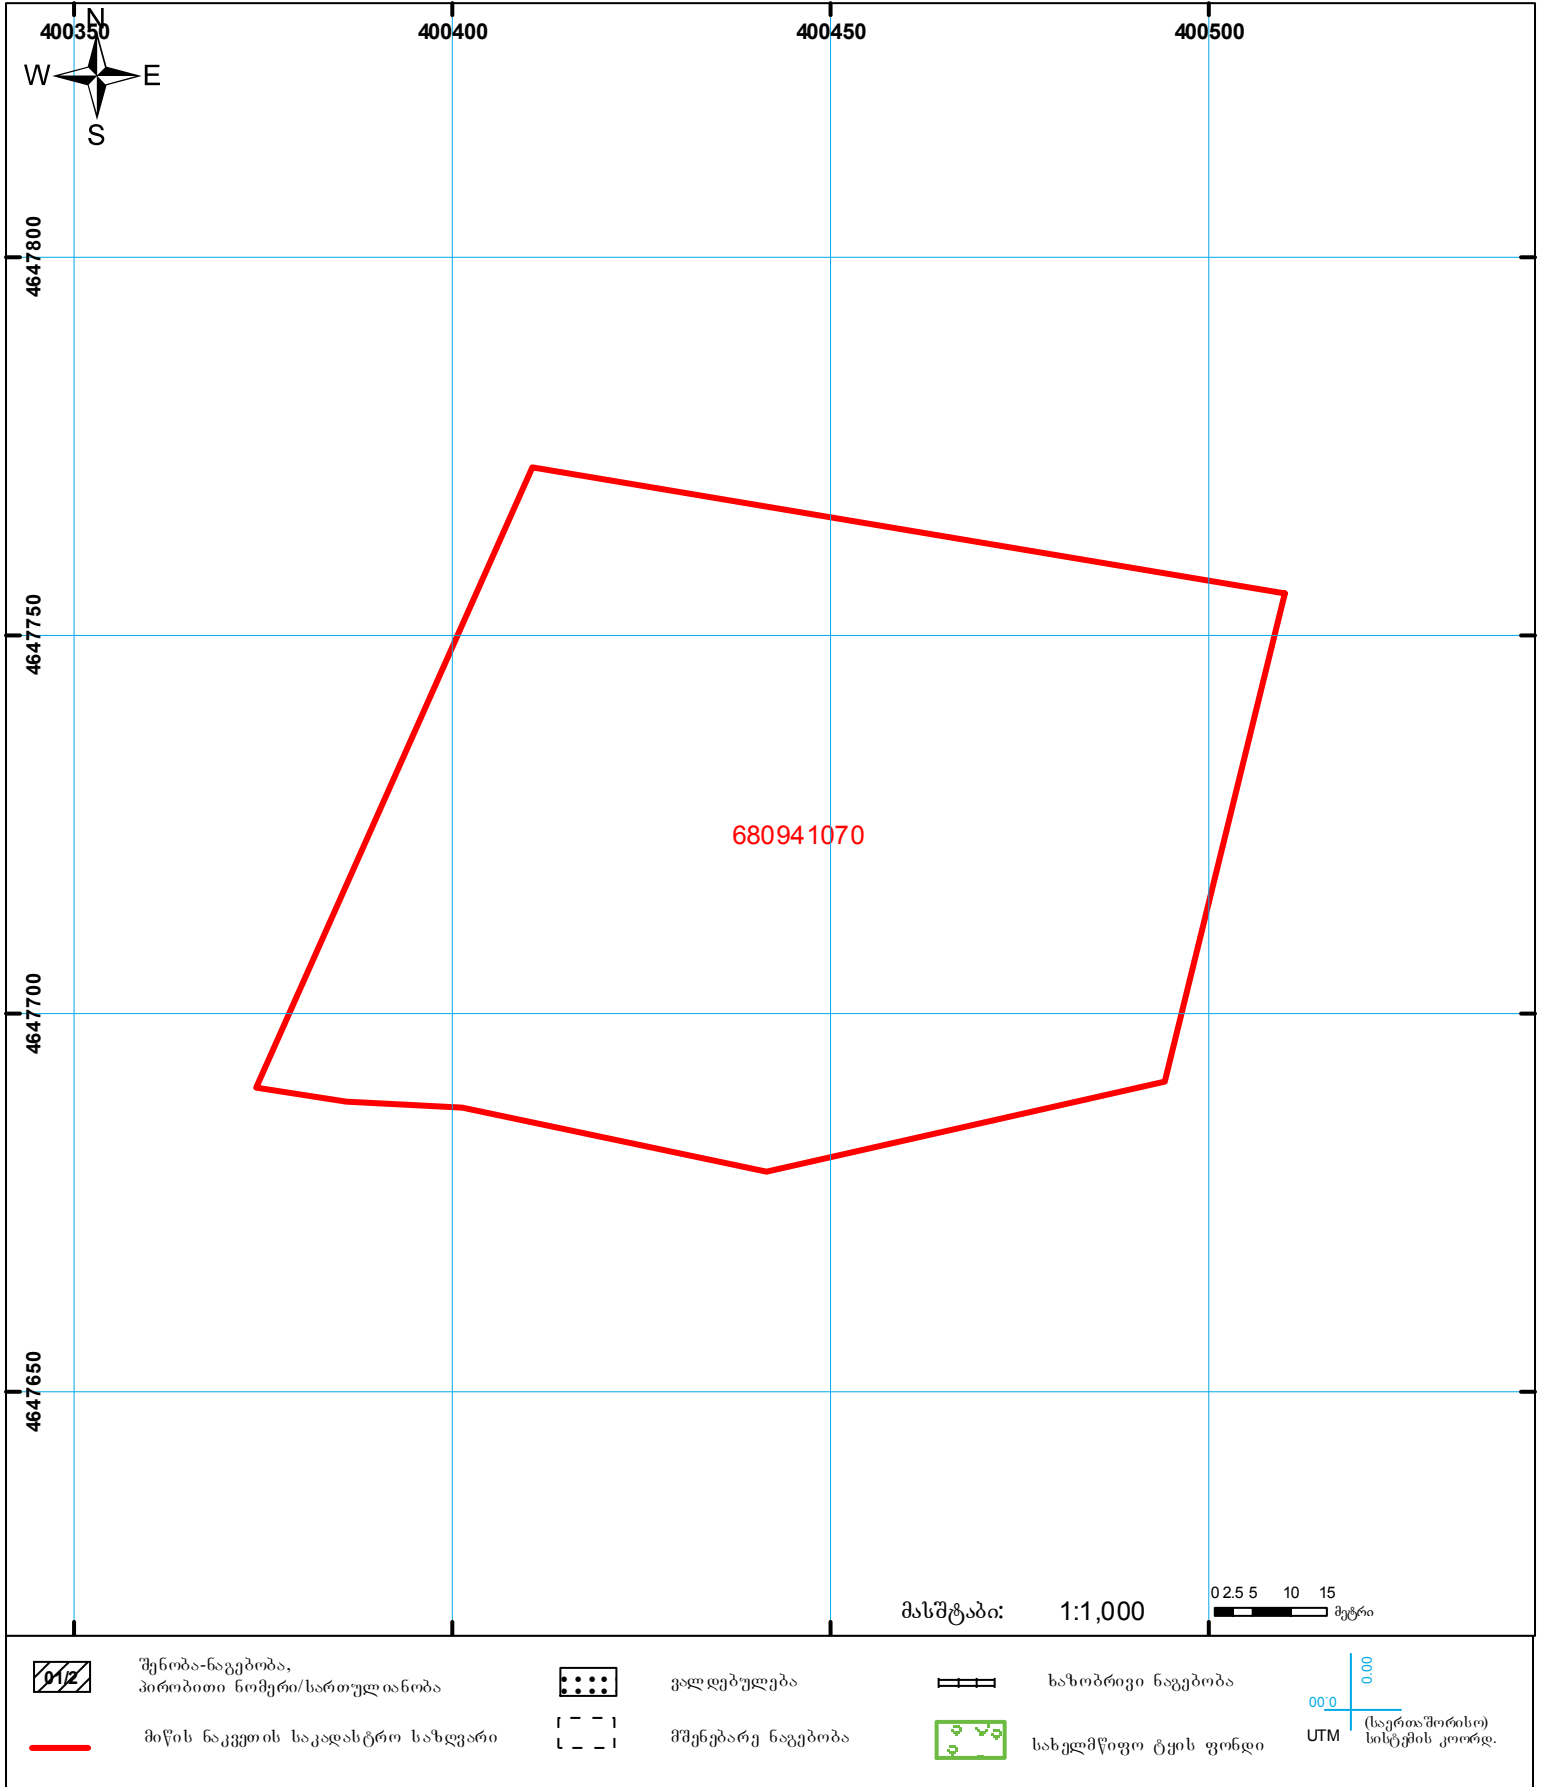 400350 400400 400450 400500
N
W E
S
4647800
4647750
4647700
4647650
680941070
მასშტაბი: 1:1,000
0 2.5 5 10 15
მეტრი
01/2
შენობა-ნაგებობა,
პირობითი ნომერი/სართულიანობა
ვალდებულება
ხაზობრივი ნაგებობა
მიწის ნაკვეთის საკადასტრო საზღვარი
მშენებარე ნაგებობა
სახელმწიფო ტყის ფონდი
0.00
0.00
UTM
(საერთაშორისო)
სისტემის კოორდ.